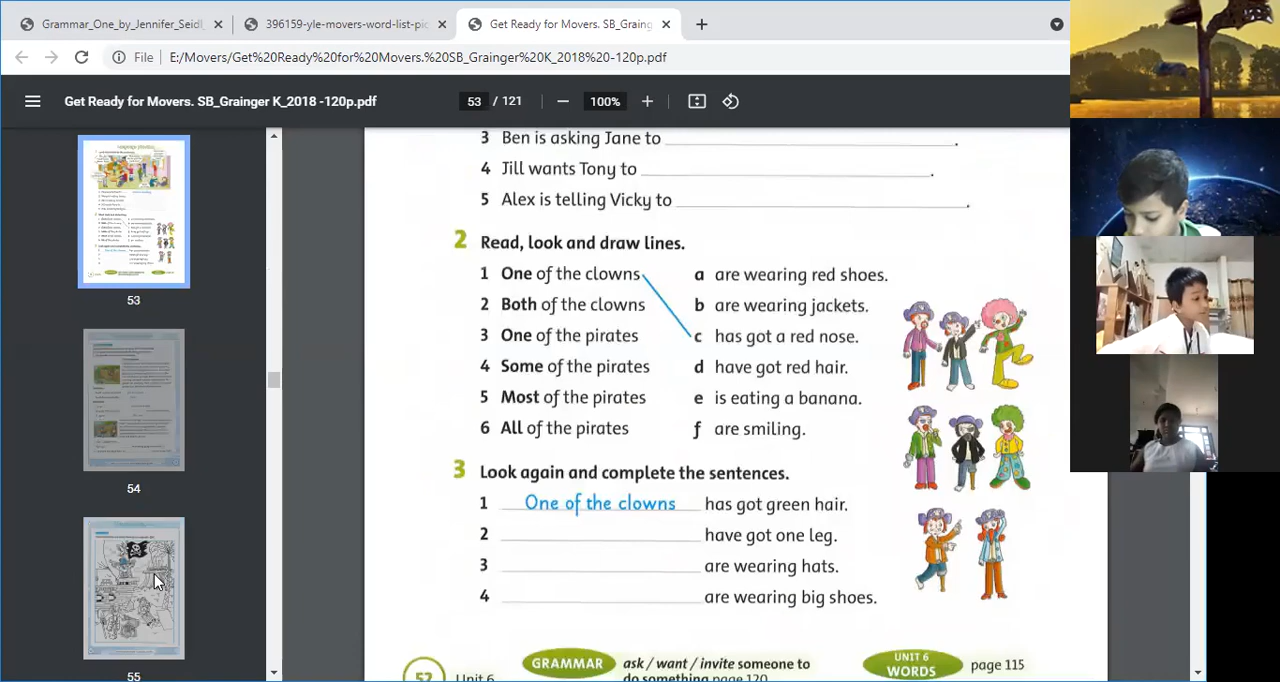 Grammar_One_by_Jennifer_Seidl
396159-yle-movers-word-list-pic
Get Ready for Movers. SB_Graing
File
E:/Movers/Get%20Ready%20for%20Movers.%20SB_Grainger%20K_2018%20-120p.pdf
Get Ready for Movers. SB_Grainger K_2018 -120p.pdf
53 / 121
100%
53
54
55
3 Ben is asking Jane to ____________.
4 Jill wants Tony to ____________.
5 Alex is telling Vicky to ____________.
2 Read, look and draw lines.
1 One of the clowns a are wearing red shoes.
2 Both of the clowns b are wearing jackets.
3 One of the pirates c has got a red nose.
4 Some of the pirates d have got red hair.
5 Most of the pirates e is eating a banana.
6 All of the pirates f are smiling.
3 Look again and complete the sentences.
1 One of the clowns has got green hair.
2 ____________ have got one leg.
3 ____________ are wearing hats.
4 ____________ are wearing big shoes.
52 Unit 6
GRAMMAR ask / want / invite someone to
do something page 120
UNIT 6
WORDS page 115